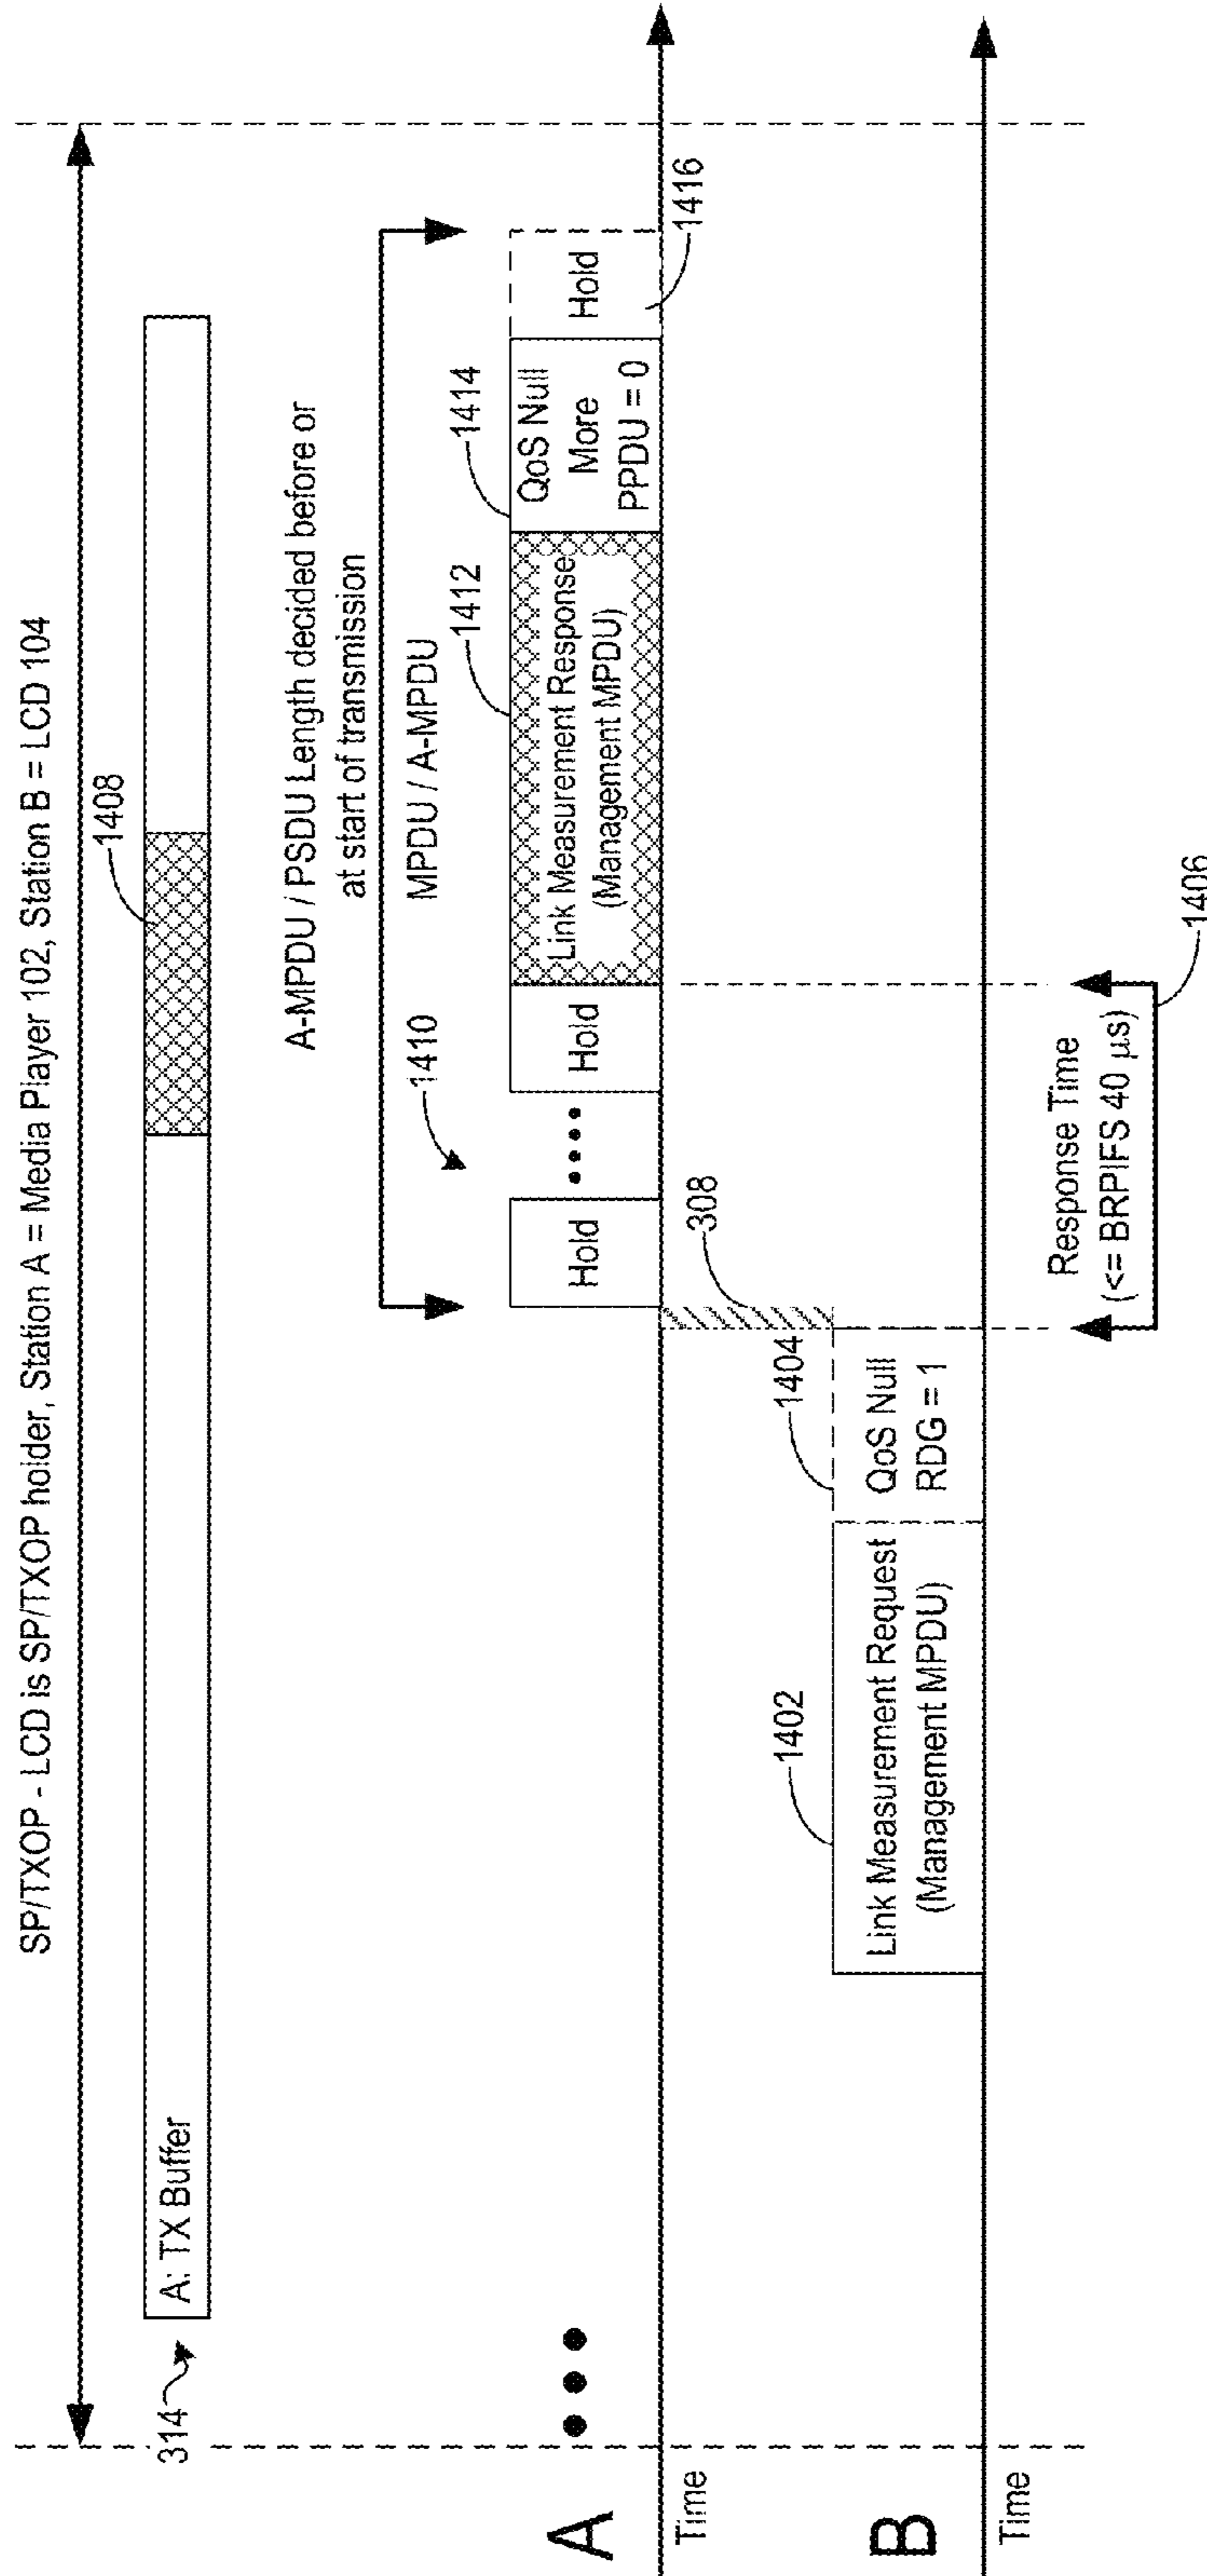 SP/TXOP - LCD is SP/TXOP holder, Station A = Media Player 102, Station B = LCD 104
314
A: TX Buffer
1408
A-MPDU / PSDU Length decided before or
at start of transmission
MPDU / A-MPDU
1410
1412
1414
A
Hold
Hold
Link Measurement Response
(Management MPDU)
QoS Null
More
PPDU = 0
Hold
Time
1416
308
1402
1404
B
Link Measurement Request
(Management MPDU)
QoS Null
RDG = 1
Time
Response Time
(<= BRPIFS 40 µs)
1406